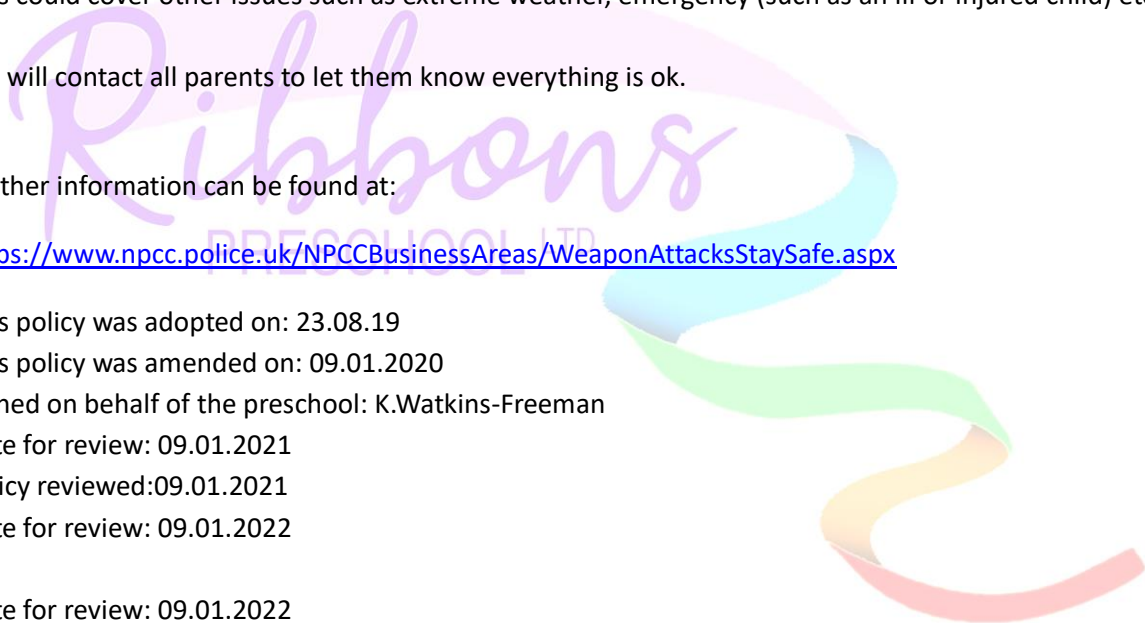 s could cover other issues such as extreme weather, emergency (such as an ill or injured child) etc
will contact all parents to let them know everything is ok.
Ribbons
PRESCHOOL LTD
ther information can be found at:
ps://www.npcc.police.uk/NPCCBusinessAreas/WeaponAttacksStaySafe.aspx
s policy was adopted on: 23.08.19
s policy was amended on: 09.01.2020
ned on behalf of the preschool: K.Watkins-Freeman
te for review: 09.01.2021
icy reviewed:09.01.2021
te for review: 09.01.2022
te for review: 09.01.2022